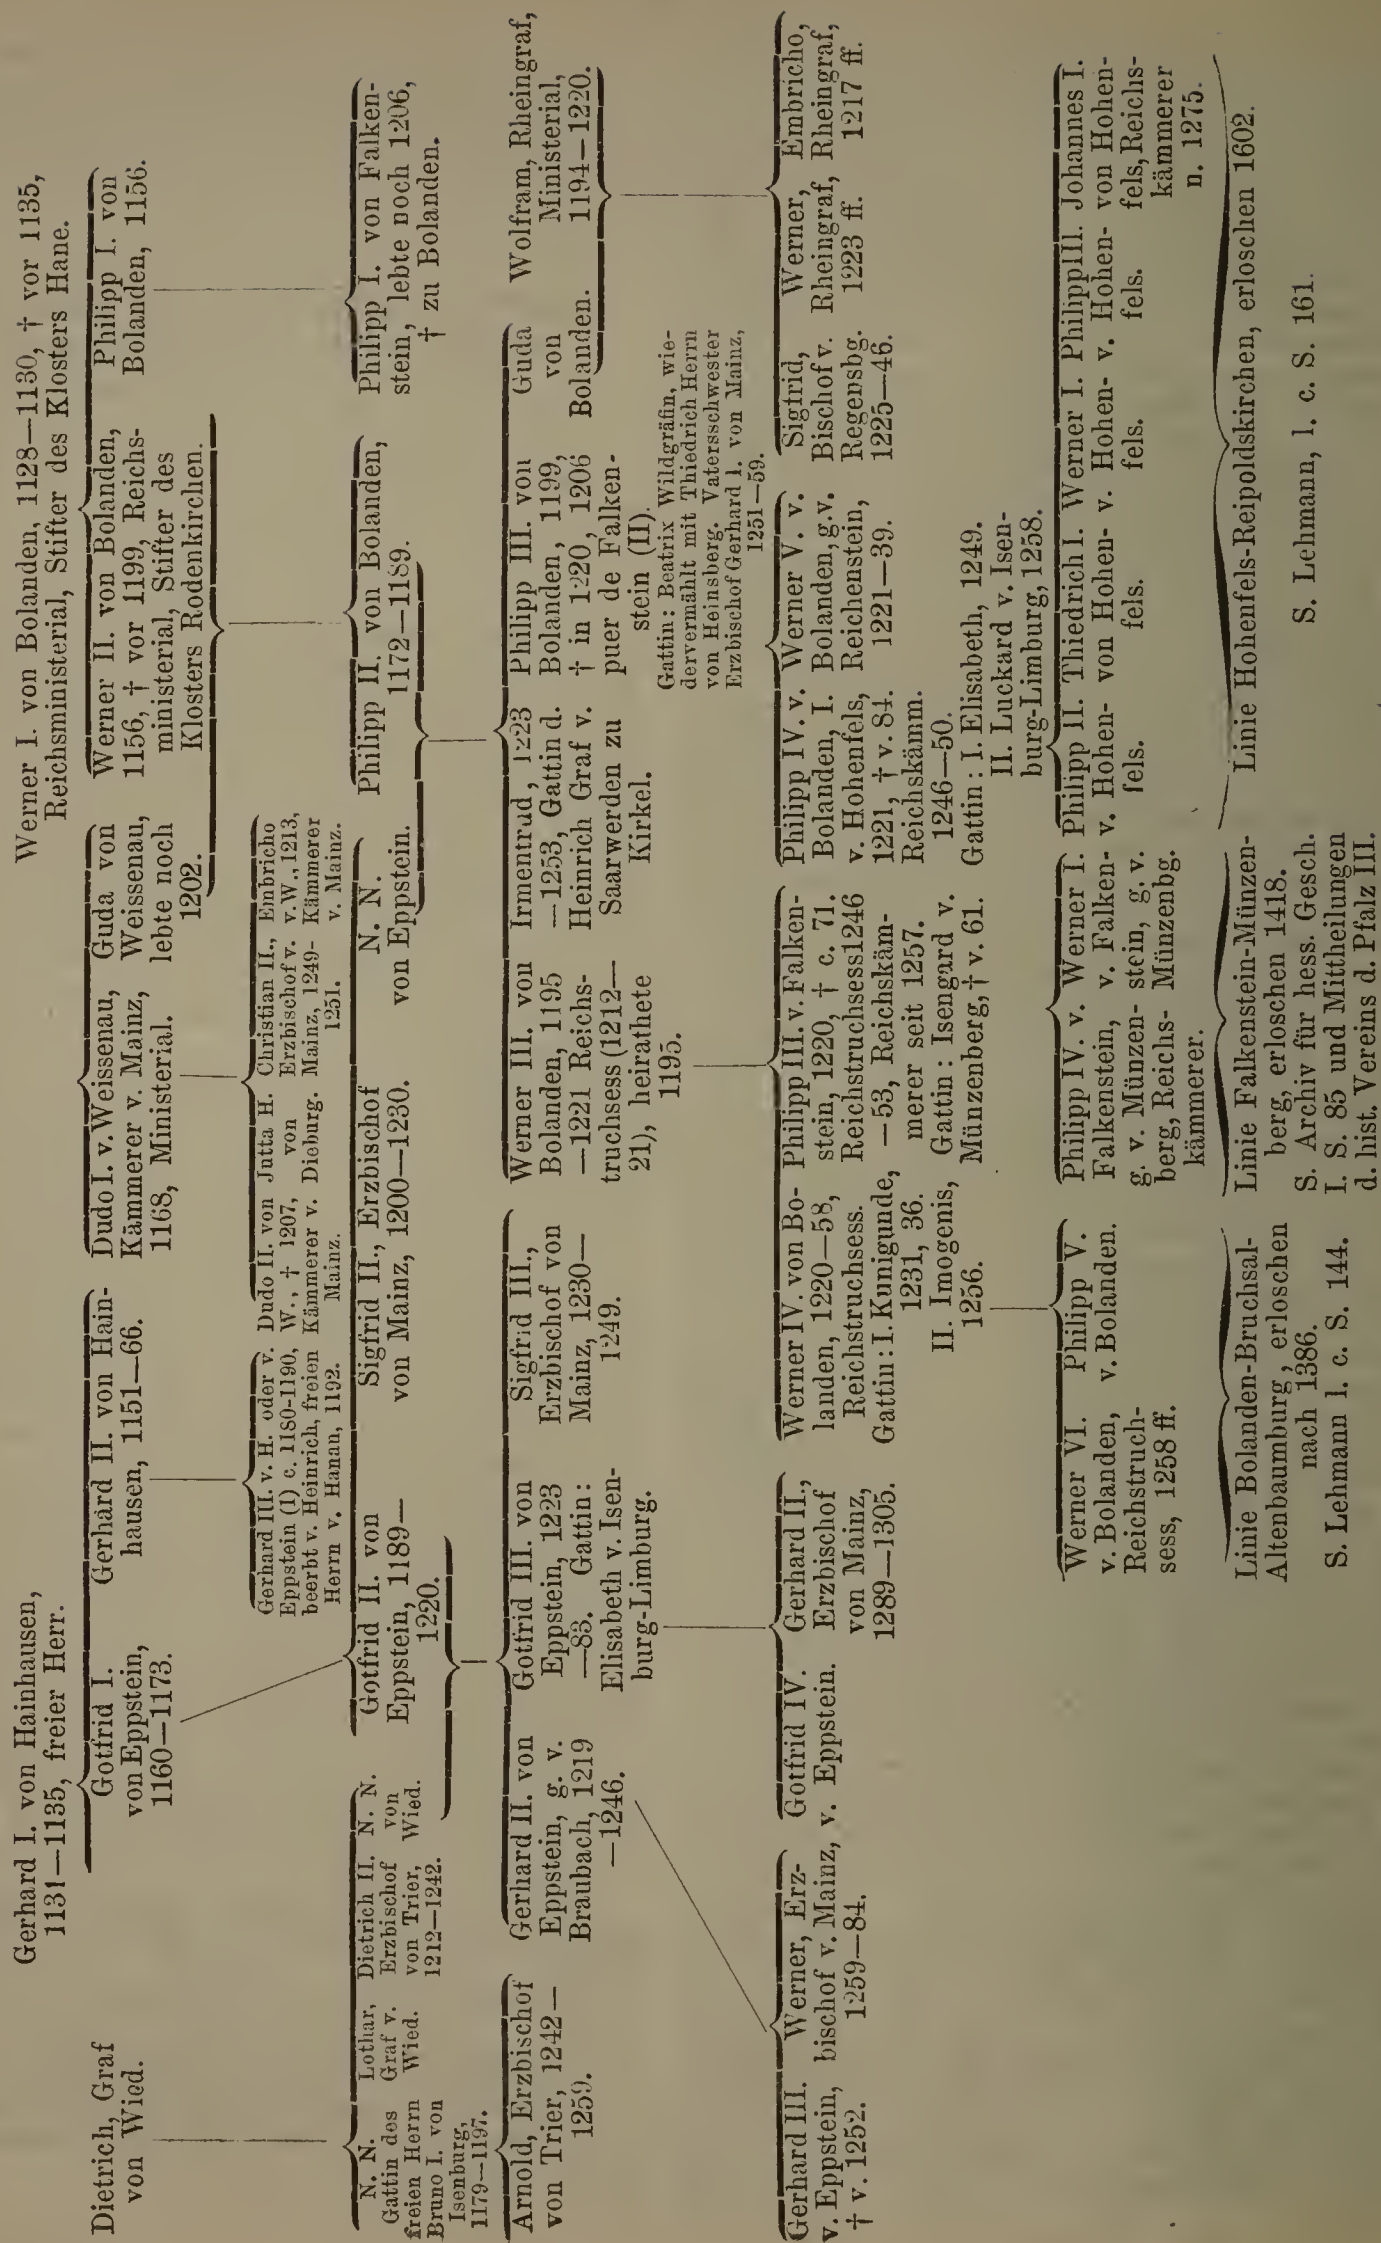 Gerhard I. von Hainhausen,
1131—1135, freier Herr.
Werner I. von Bolanden, 1128—1130, † vor 1135,
Reichsministerial, Stifter des Klosters Hane.
Dietrich, Graf
von Wied.
Gotfrid I.
von Eppstein,
1160—1173.
Gerhard II. von Hain-
hausen, 1151—66.
Dudo I. v. Weissenau,
Kämmerer v. Mainz,
1168, Ministerial.
Guda von
Weissenau,
lebte noch
1202.
Werner II. von Bolanden,
1156, † vor 1199, Reichs-
ministerial, Stifter des
Klosters Rodenkirchen.
Philipp I. von
Bolanden, 1156.
Gerhard III. v. H. oder v.
Eppstein (I) c. 1180-1190,
beerbt v. Heinrich, freien
Herrn v. Hanau, 1192.
Dudo II. von
W., † 1207,
Kämmerer v.
Mainz.
Jutta H.
von
Dieburg.
Christian II.,
Erzbischof v.
Mainz, 1249-
1251.
Embricho
v. W., 1213,
Kämmerer
v. Mainz.
N. N.
Gattin des
freien Herrn
Bruno I. von
Isenburg,
1179—1197.
Lothar,
Graf v.
Wied.
Dietrich II.
Erzbischof
von Trier,
1212—1242.
N. N.
von
Wied.
Gotfrid II. von
Eppstein, 1189—
1220.
Sigfrid II., Erzbischof
von Mainz, 1200—1230.
N. N.
von Eppstein.
Philipp II. von Bolanden,
1172—1189.
Philipp I. von Falken-
stein, lebte noch 1206,
† zu Bolanden.
Arnold, Erzbischof
von Trier, 1242—
1259.
Gerhard II. von
Eppstein, g. v.
Braubach, 1219
—1246.
Gotfrid III. von
Eppstein, 1223
—83. Gattin:
Elisabeth v. Isen-
burg-Limburg.
Sigfrid III.,
Erzbischof von
Mainz, 1230—
1249.
Werner III. von
Bolanden, 1195
—1221 Reichs-
truchsess (1212—
21), heirathete
1195.
Irmentrud, 1223
—1253, Gattin d.
Heinrich Graf v.
Saarwerden zu
Kirkel.
Philipp III. von
Bolanden, 1199,
† in 1220, 1206
puer de Falken-
stein (II).
Gattin: Beatrix Wildgräfin, wie-
dervermählt mit Thiedrich Herrn
von Heinsberg. Vatersschwester
Erzbischof Gerhard I. von Mainz,
1251—59.
Guda
von
Bolanden.
Wolfram, Rheingraf,
Ministerial,
1194—1220.
Gerhard III.
v. Eppstein,
† v. 1252.
Werner, Erz-
bischof v. Mainz,
1259—84.
Gotfrid IV.
v. Eppstein.
Gerhard II.,
Erzbischof
von Mainz,
1289—1305.
Werner IV. von Bo-
landen, 1220—58,
Reichstruchsess.
Gattin: I. Kunigunde,
1231, 36.
II. Imogenis,
1256.
Philipp III. v. Falken-
stein, 1220, † c. 71.
Reichstruchsess 1246
—53, Reichskäm-
merer seit 1257.
Gattin: Isengard v.
Münzenberg, † v. 61.
Philipp IV. v.
Bolanden, I.
v. Hohenfels,
1221, † v. 84.
Reichskämm.
1246—50.
Gattin: I. Elisabeth, 1249.
II. Luckard v. Isen-
burg-Limburg, 1258.
Werner V. v.
Bolanden, g. v.
Reichenstein,
1221—39.
Sigfrid,
Bischof v.
Regensbg.
1225—46.
Werner,
Rheingraf,
1223 ff.
Embricho,
Rheingraf,
1217 ff.
Werner VI.
v. Bolanden,
Reichstruch-
sess, 1258 ff.
Philipp V.
v. Bolanden.
Philipp IV. v.
Falkenstein,
g. v. Münzen-
berg, Reichs-
kämmerer.
Werner I.
v. Falken-
stein, g. v.
Münzenbg.
Philipp II.
v. Hohen-
fels.
Thiedrich I.
von Hohen-
fels.
Werner I.
v. Hohen-
fels.
Philipp III.
v. Hohen-
fels.
Johannes I.
von Hohen-
fels, Reichs-
kämmerer
n. 1275.
Linie Bolanden-Bruchsal-
Altenbaumburg, erloschen
nach 1386.
S. Lehmann l. c. S. 144.
Linie Falkenstein-Münzen-
berg, erloschen 1418.
S. Archiv für hess. Gesch.
I. S. 85 und Mittheilungen
d. hist. Vereins d. Pfalz III.
Linie Hohenfels-Reipoldskirchen, erloschen 1602.
S. Lehmann, l. c. S. 161.